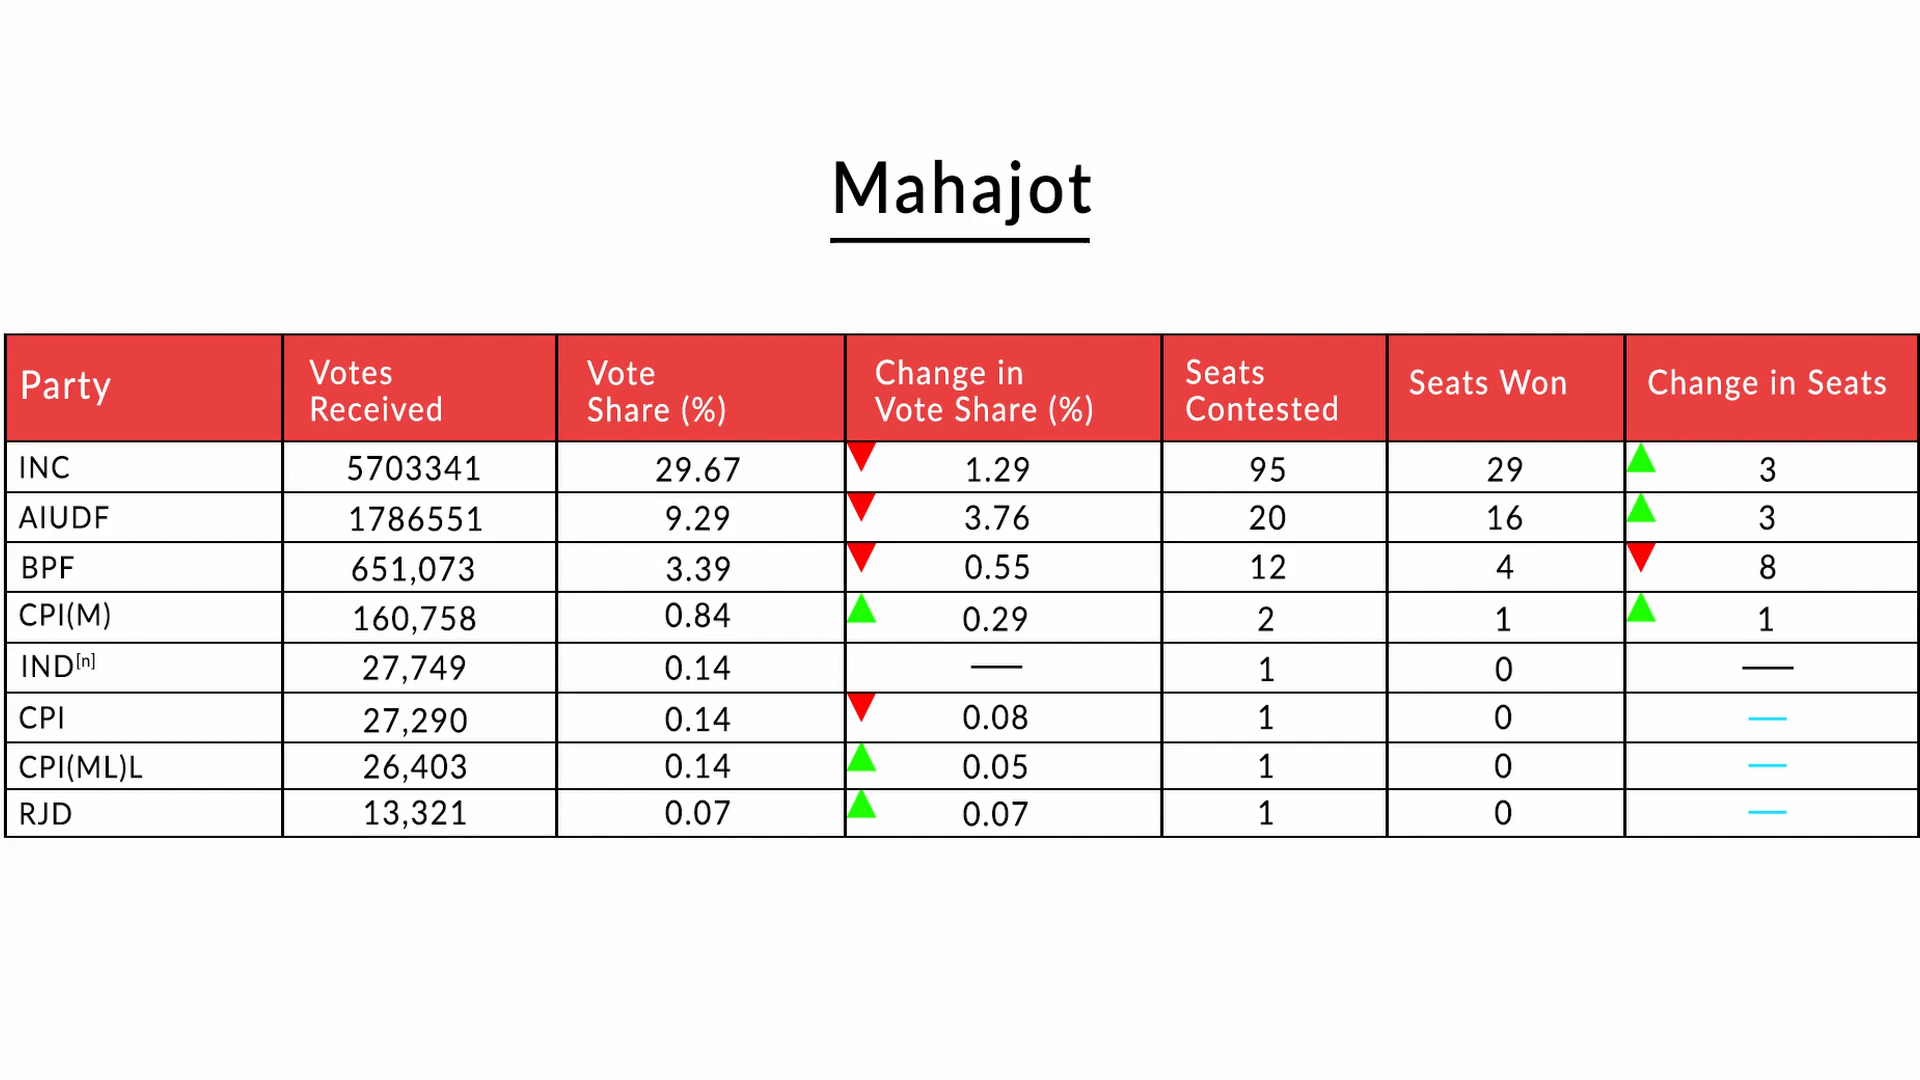 Mahajot
Party Votes Received Vote Share (%) Change in Vote Share (%) Seats Contested Seats Won Change in Seats
INC 5703341 29.67 ▼ 1.29 95 29 ▲ 3
AIUDF 1786551 9.29 ▼ 3.76 20 16 ▲ 3
BPF 651,073 3.39 ▼ 0.55 12 4 ▼ 8
CPI(M) 160,758 0.84 ▲ 0.29 2 1 ▲ 1
IND[n] 27,749 0.14 — 1 0 —
CPI 27,290 0.14 ▼ 0.08 1 0 —
CPI(ML)L 26,403 0.14 ▲ 0.05 1 0 —
RJD 13,321 0.07 ▲ 0.07 1 0 —